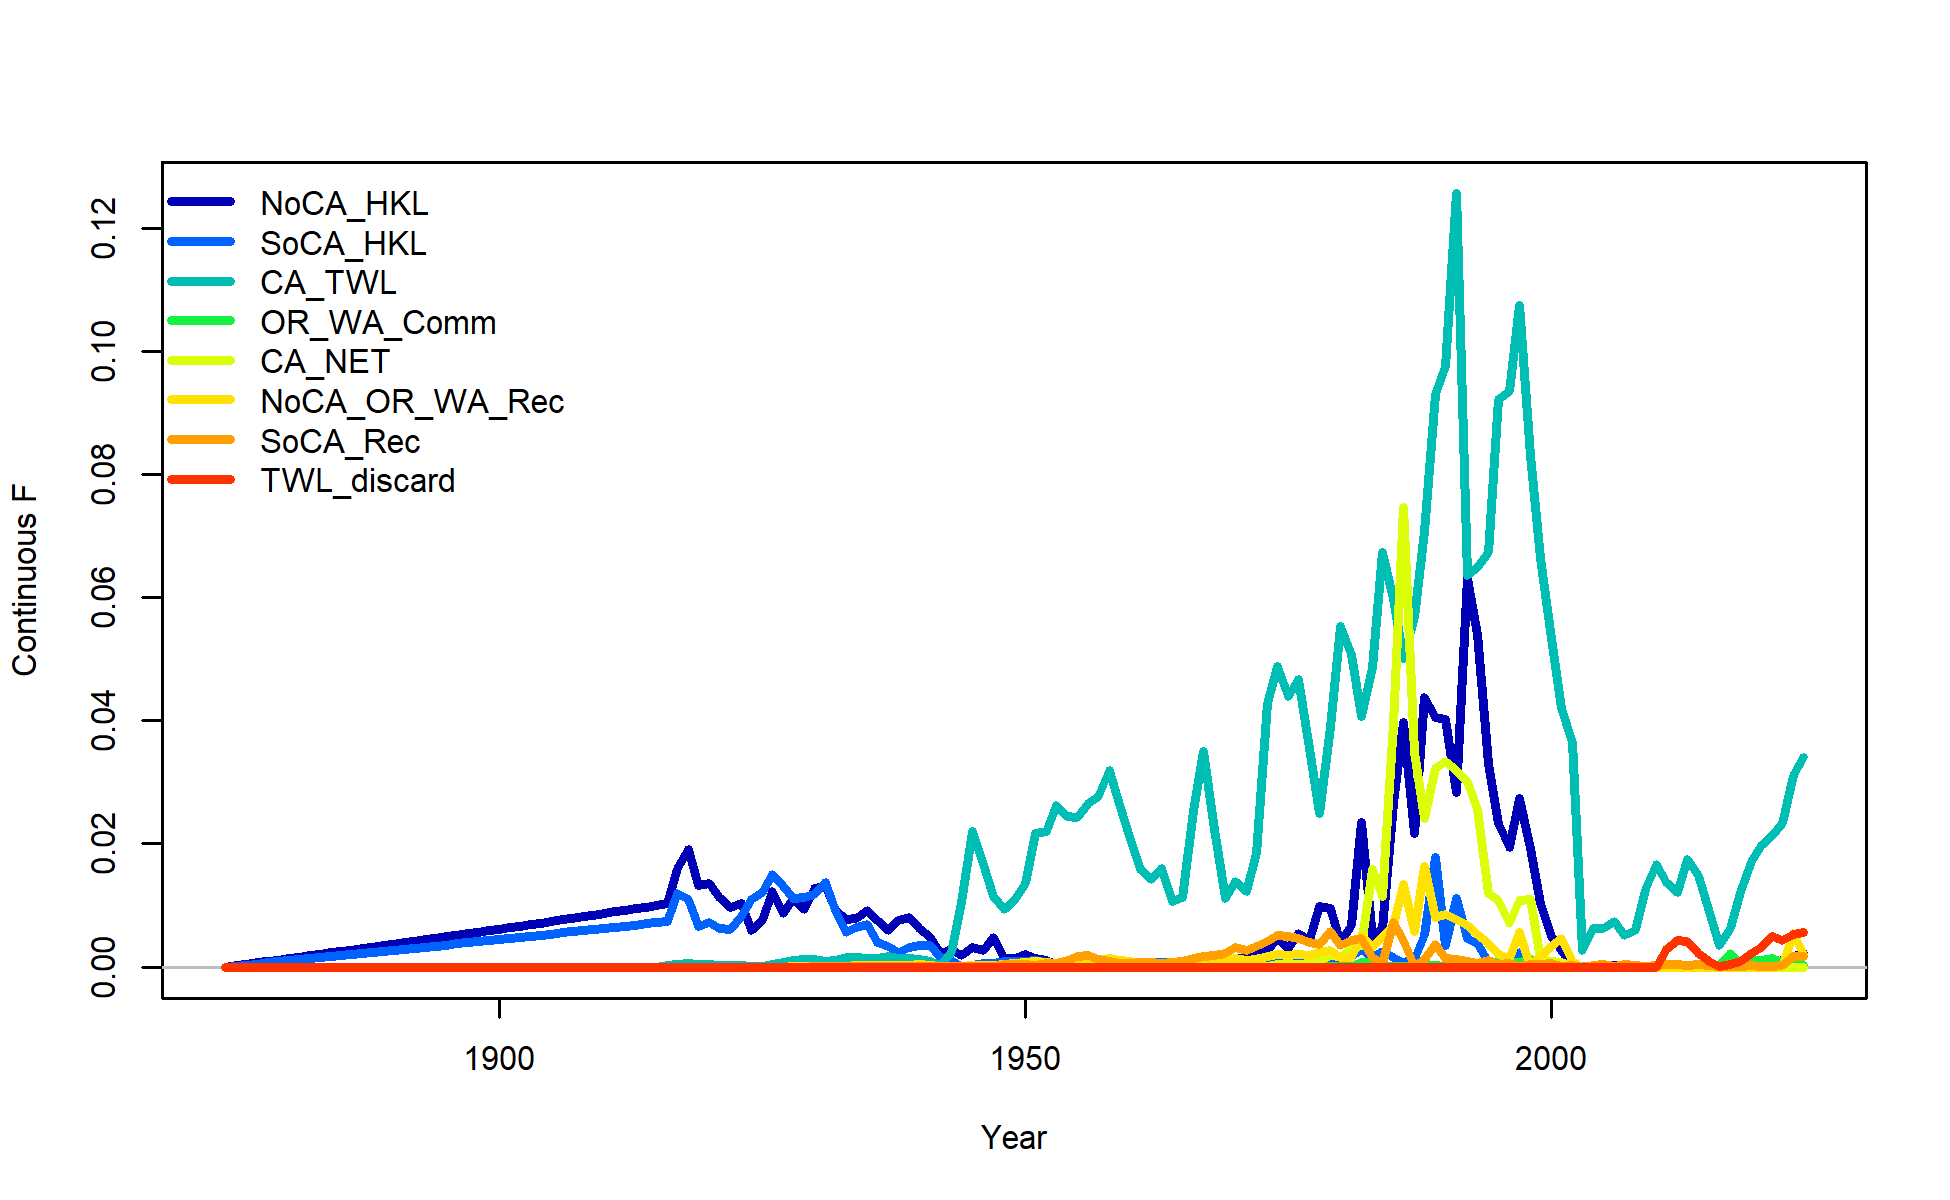 NoCA_HKL
SoCA_HKL
CA_TWL
OR_WA_Comm
CA_NET
NoCA_OR_WA_Rec
SoCA_Rec
TWL_discard
Continuous F
0.12
0.10
0.08
0.06
0.04
0.02
0.00
1900 1950 2000
Year